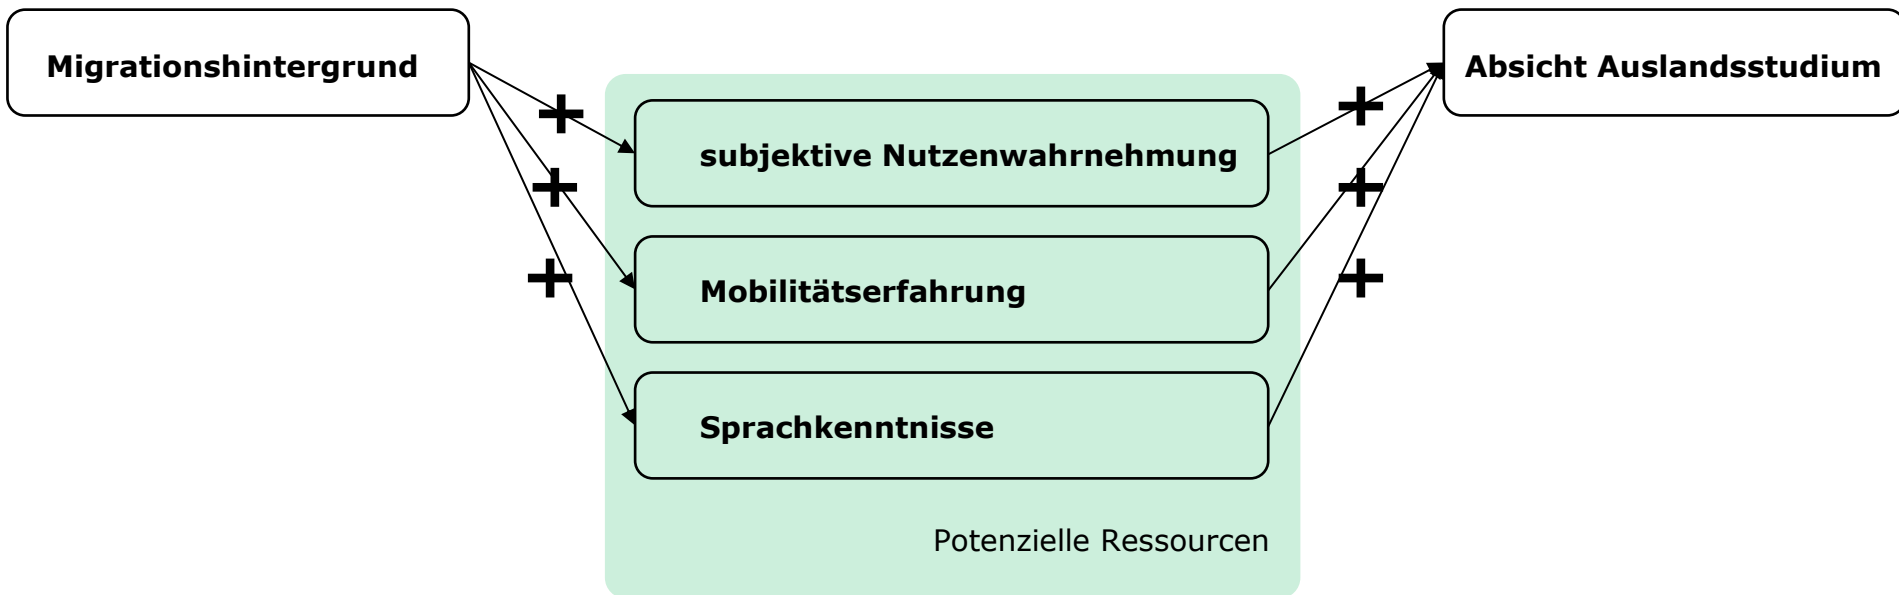 Migrationshintergrund
Absicht Auslandsstudium
+
+
subjektive Nutzenwahrnehmung
+
+
Mobilitätserfahrung
+
+
Sprachkenntnisse
Potenzielle Ressourcen